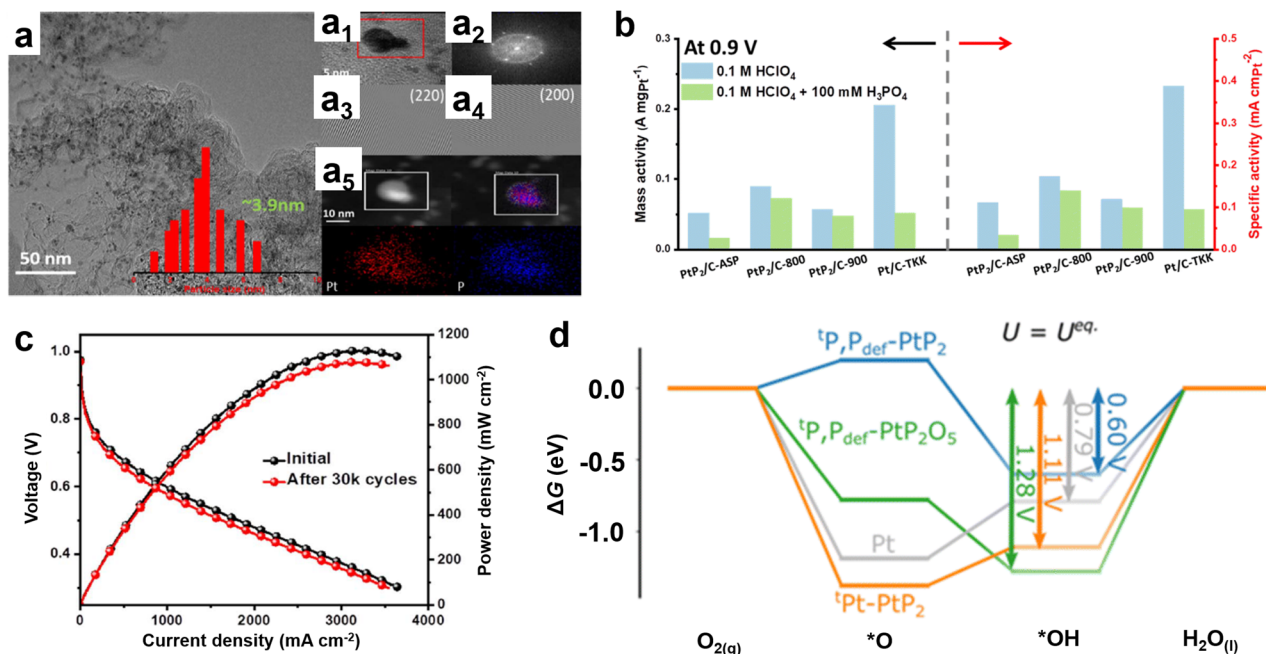 a
50 nm
~3.9nm
a1
5 nm
a2
a3
(220)
a4
(200)
a5
10 nm
Pt
P
b
At 0.9 V
0.1 M HClO4
0.1 M HClO4 + 100 mM H3PO4
Mass activity (A mgPt-1)
0.3
0.2
0.1
0.0
Specific activity (mA cmPt-2)
0.5
0.4
0.3
0.2
0.1
0.0
PtP2/C-ASP
PtP2/C-800
PtP2/C-900
Pt/C-TKK
PtP2/C-ASP
PtP2/C-800
PtP2/C-900
Pt/C-TKK
c
Voltage (V)
1.0
0.8
0.6
0.4
Initial
After 30k cycles
Power density (mW cm-2)
1200
1000
800
600
400
200
0
0
1000
2000
3000
4000
Current density (mA cm-2)
d
U = Ueq.
ΔG (eV)
0.0
-0.5
-1.0
tP,Pdef-PtP2
tP,Pdef-PtP2O5
Pt
tPt-PtP2
1.28 V
1.11 V
0.79 V
0.60 V
O2(g)
*O
*OH
H2O(l)